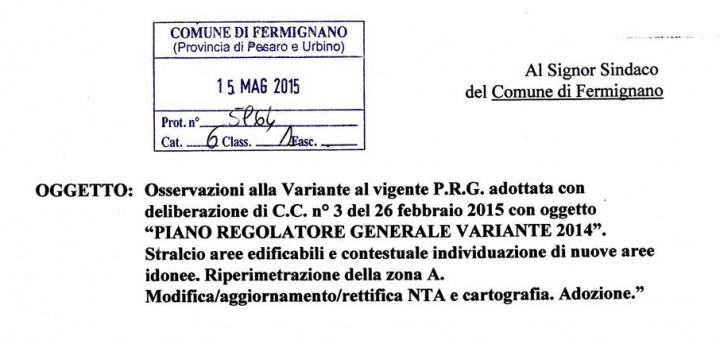 COMUNE DI FERMIGNANO
(Provincia di Pesaro e Urbino)
15 MAG 2015
Prot. n°
Cat. 6 Class. 1 Fasc.
Al Signor Sindaco
del Comune di Fermignano
OGGETTO: Osservazioni alla Variante al vigente P.R.G. adottata con
deliberazione di C.C. n° 3 del 26 febbraio 2015 con oggetto
“PIANO REGOLATORE GENERALE VARIANTE 2014”.
Stralcio aree edificabili e contestuale individuazione di nuove aree
idonee. Riperimetrazione della zona A.
Modifica/aggiornamento/rettifica NTA e cartografia. Adozione.”